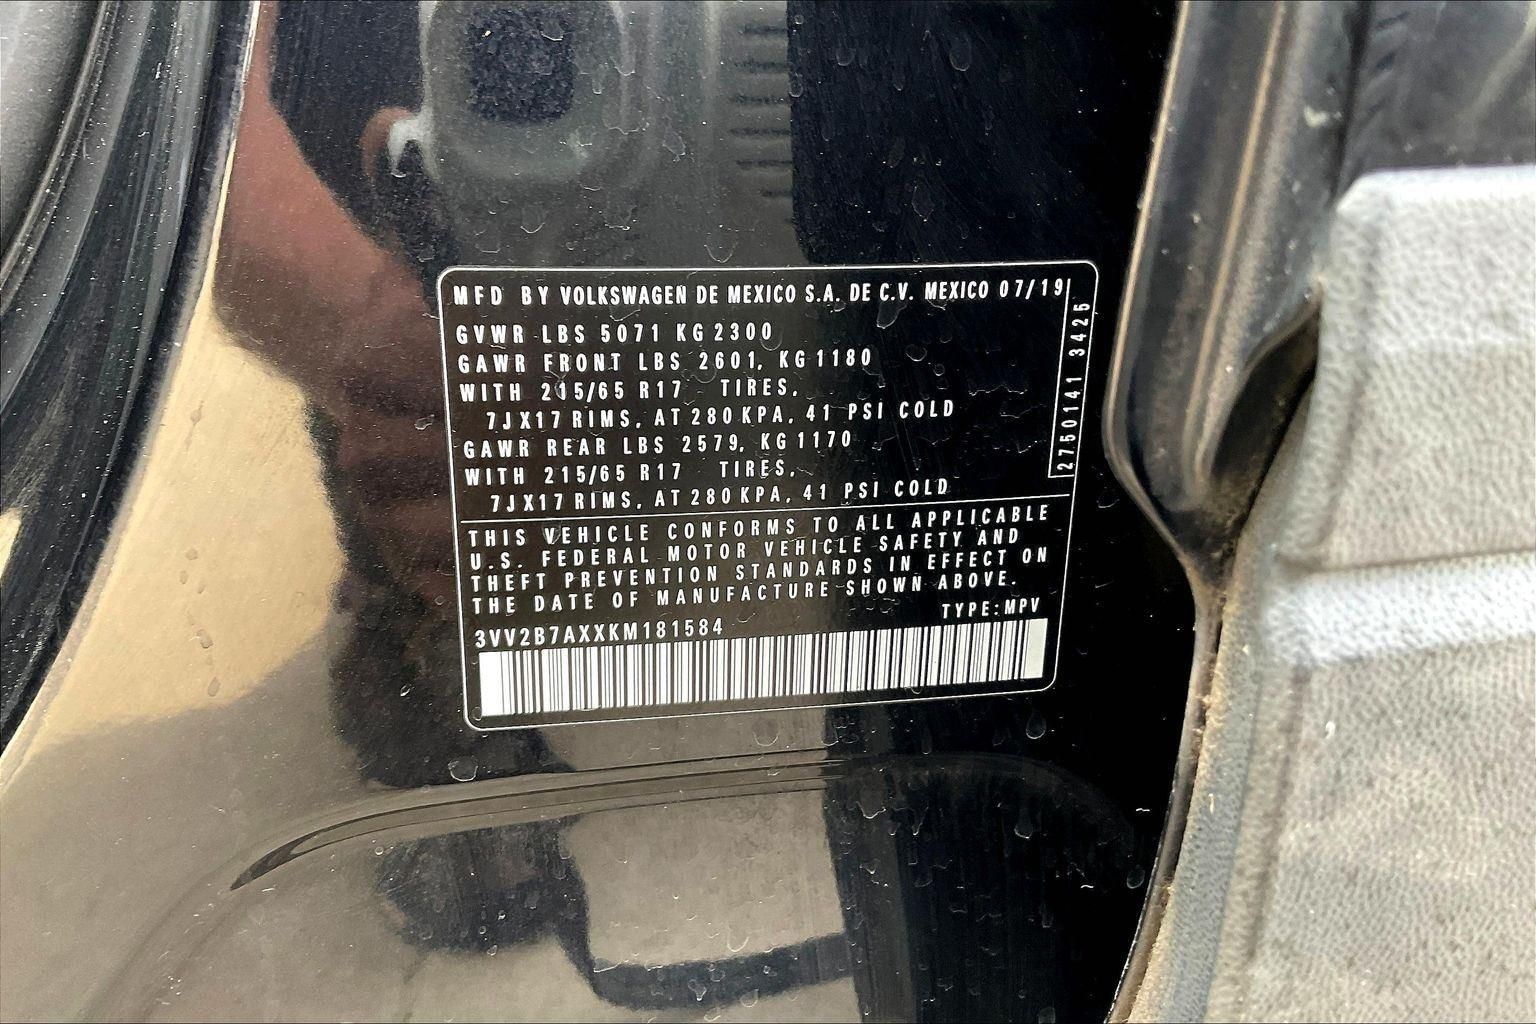 MFD BY VOLKSWAGEN DE MEXICO S.A. DE C.V. MEXICO 07/19
GVWR LBS 5071 KG 2300
GAWR FRONT LBS 2601, KG 1180
WITH 215/65 R17 TIRES,
7JX17 RIMS, AT 280 KPA, 41 PSI COLD
GAWR REAR LBS 2579, KG 1170
WITH 215/65 R17 TIRES,
7JX17 RIMS, AT 280 KPA, 41 PSI COLD
2750141 3425
THIS VEHICLE CONFORMS TO ALL APPLICABLE
U.S. FEDERAL MOTOR VEHICLE SAFETY AND
THEFT PREVENTION STANDARDS IN EFFECT ON
THE DATE OF MANUFACTURE SHOWN ABOVE.
TYPE:MPV
3VV2B7AXXKM181584